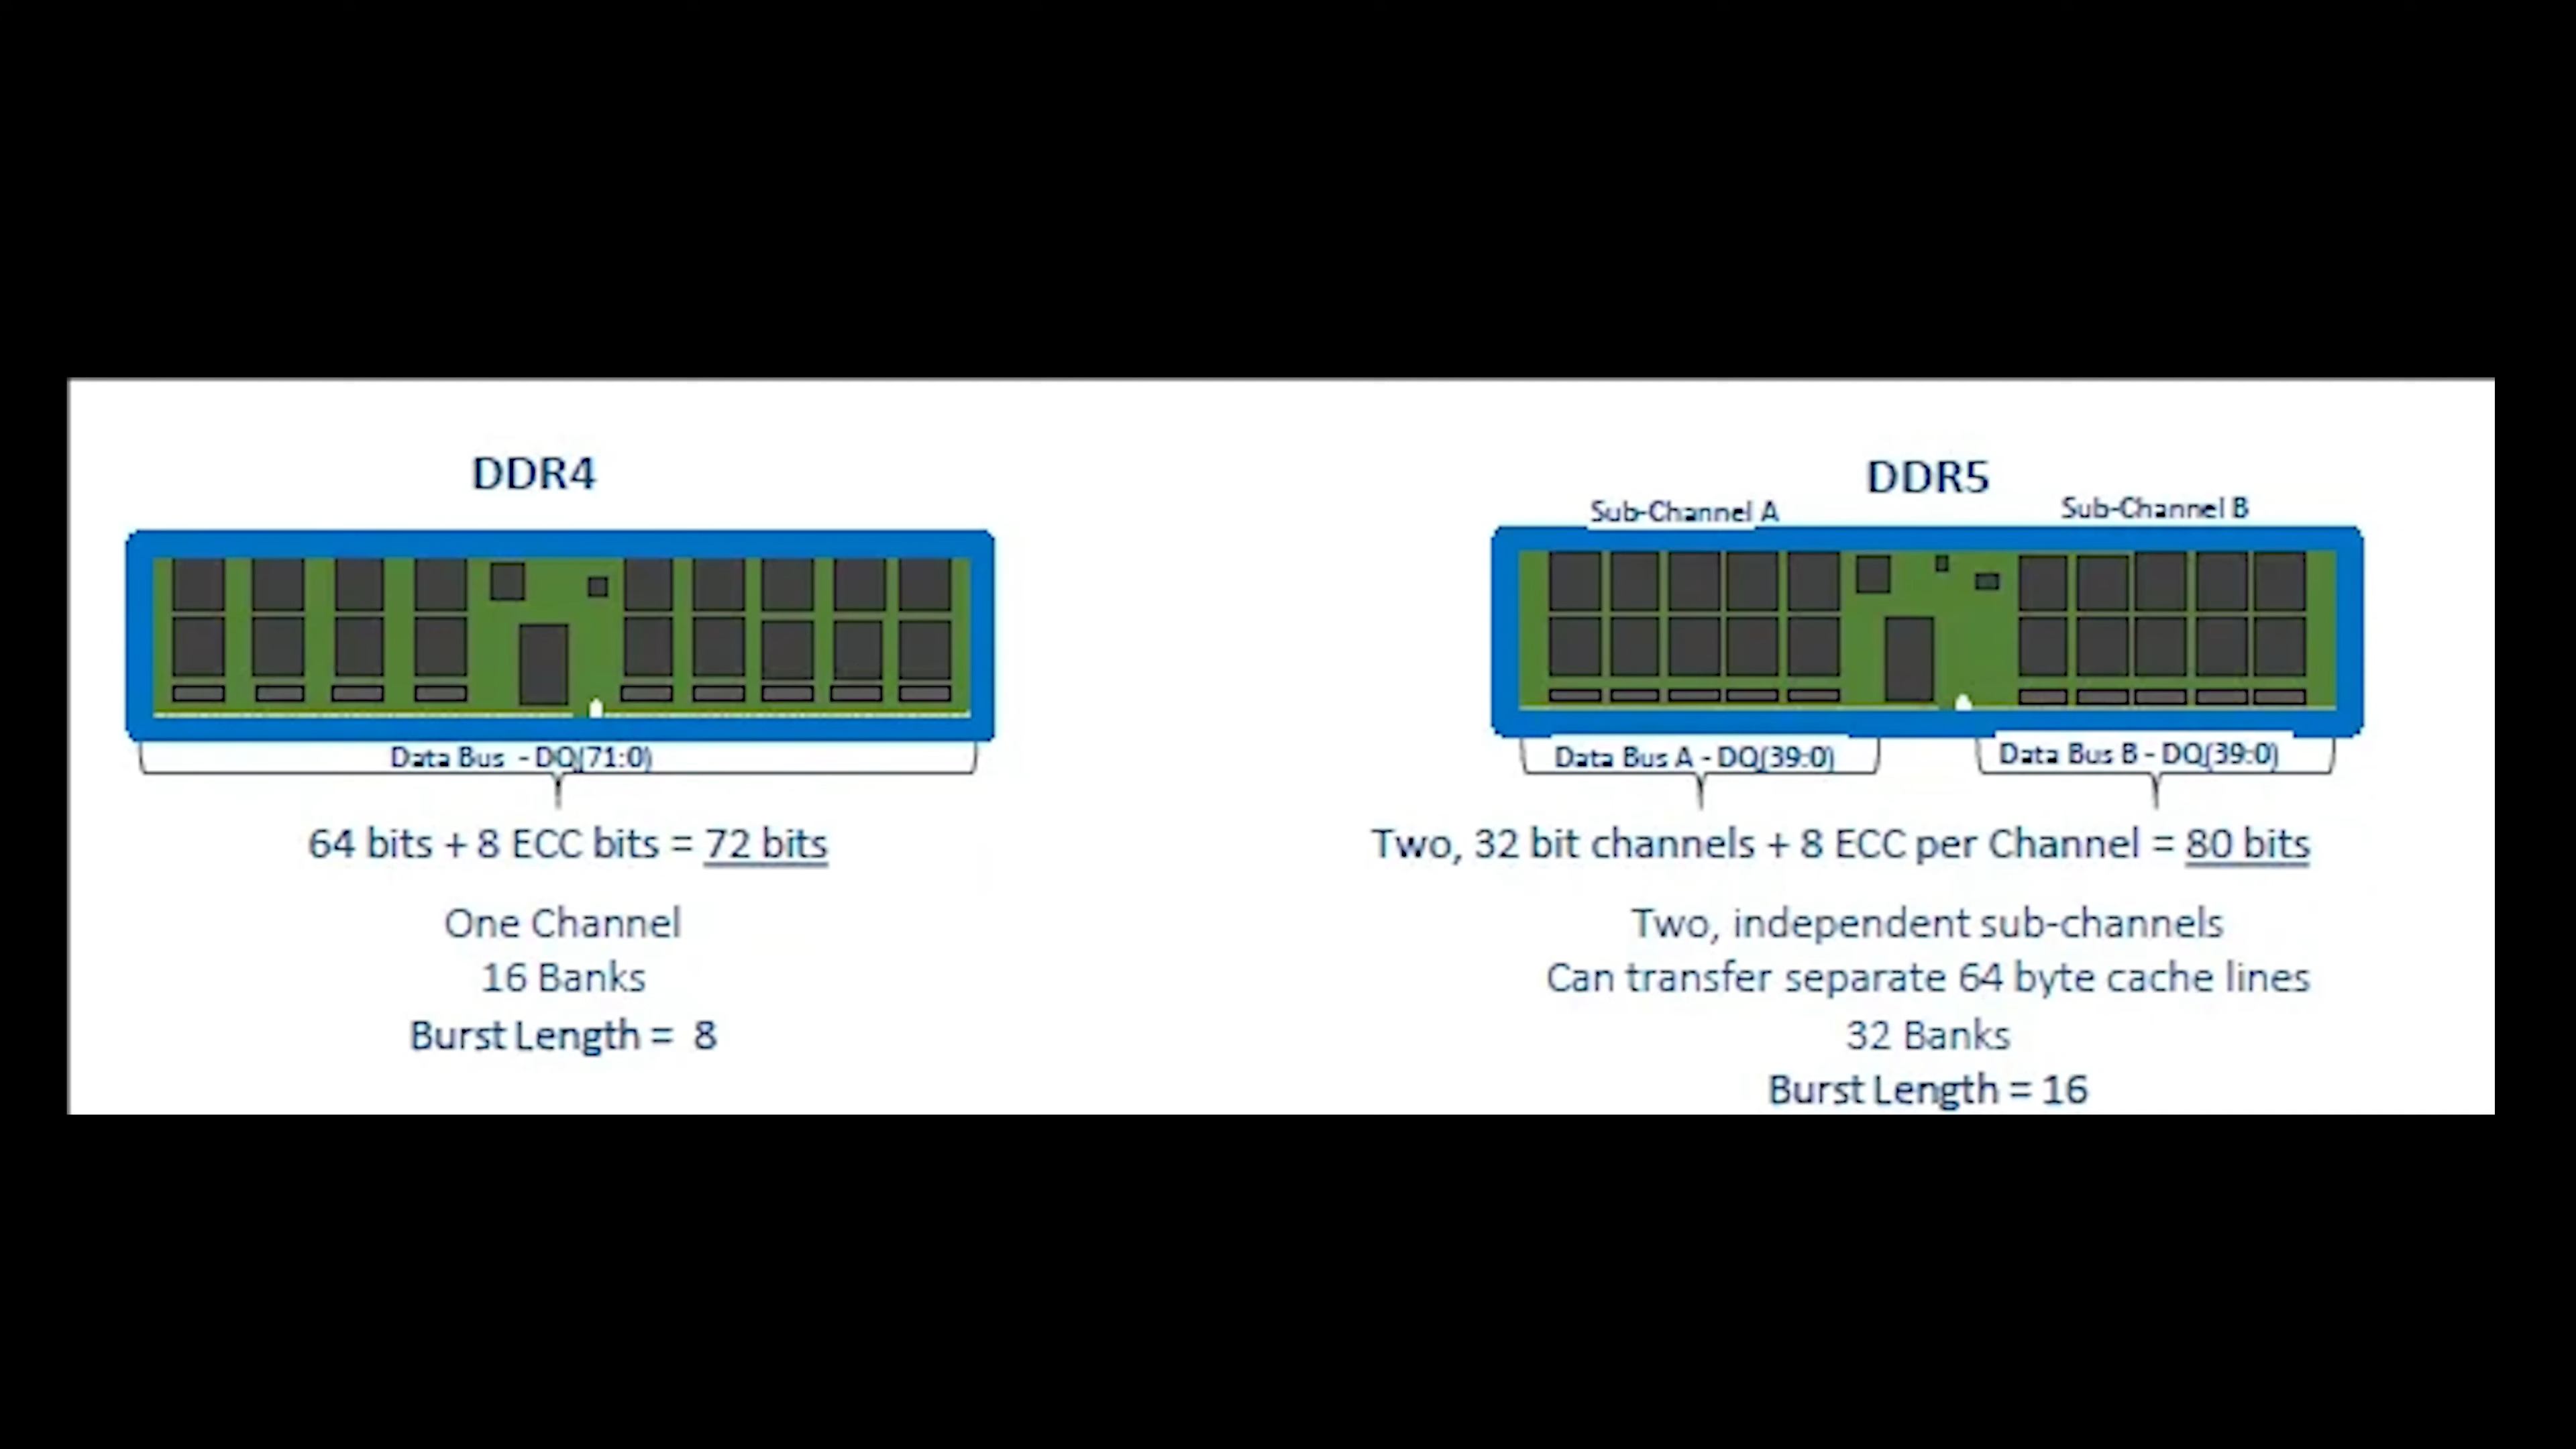 DDR4
Data Bus - DQ(71:0)
64 bits + 8 ECC bits = 72 bits
One Channel
16 Banks
Burst Length = 8
DDR5
Sub-Channel A
Sub-Channel B
Data Bus A - DQ(39:0)
Data Bus B - DQ(39:0)
Two, 32 bit channels + 8 ECC per Channel = 80 bits
Two, independent sub-channels
Can transfer separate 64 byte cache lines
32 Banks
Burst Length = 16